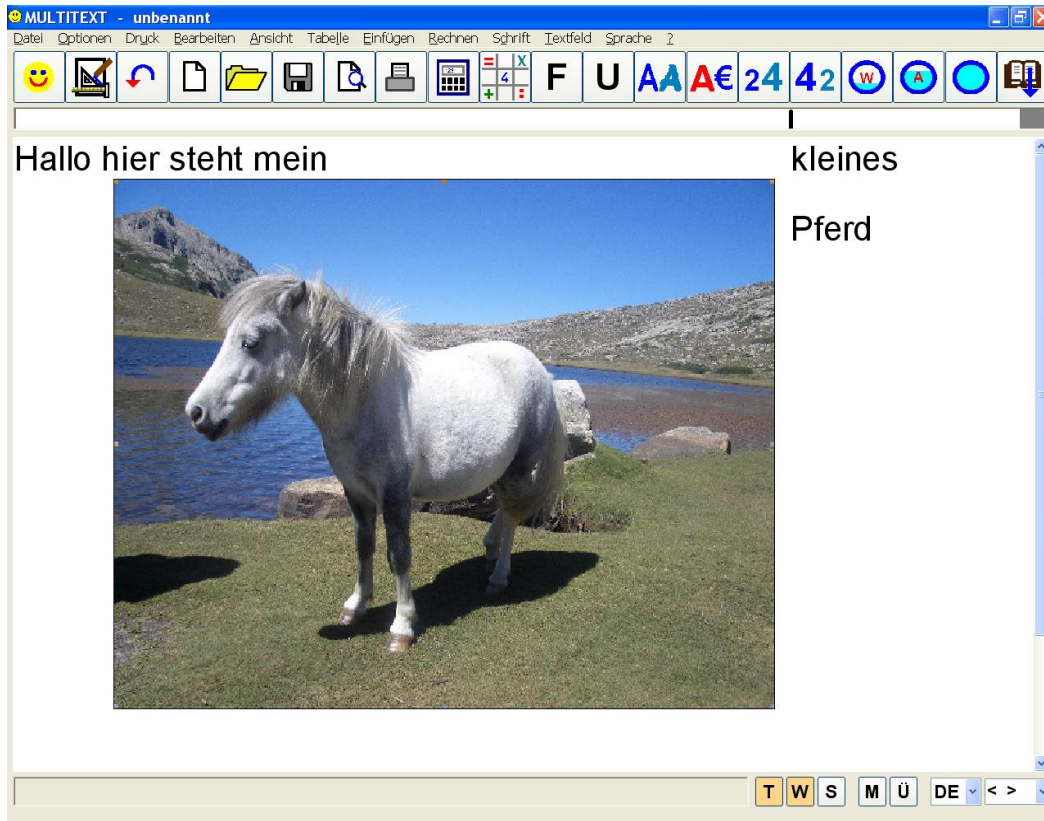 MULTITEXT - unbenannt
Datei Optionen Druck Bearbeiten Ansicht Tabelle Einfügen Rechnen Schrift Textfeld Sprache ?
= X 4 + : F U AA A€ 24 42 W A
Hallo hier steht mein kleines
Pferd
T W S M Ü DE < >